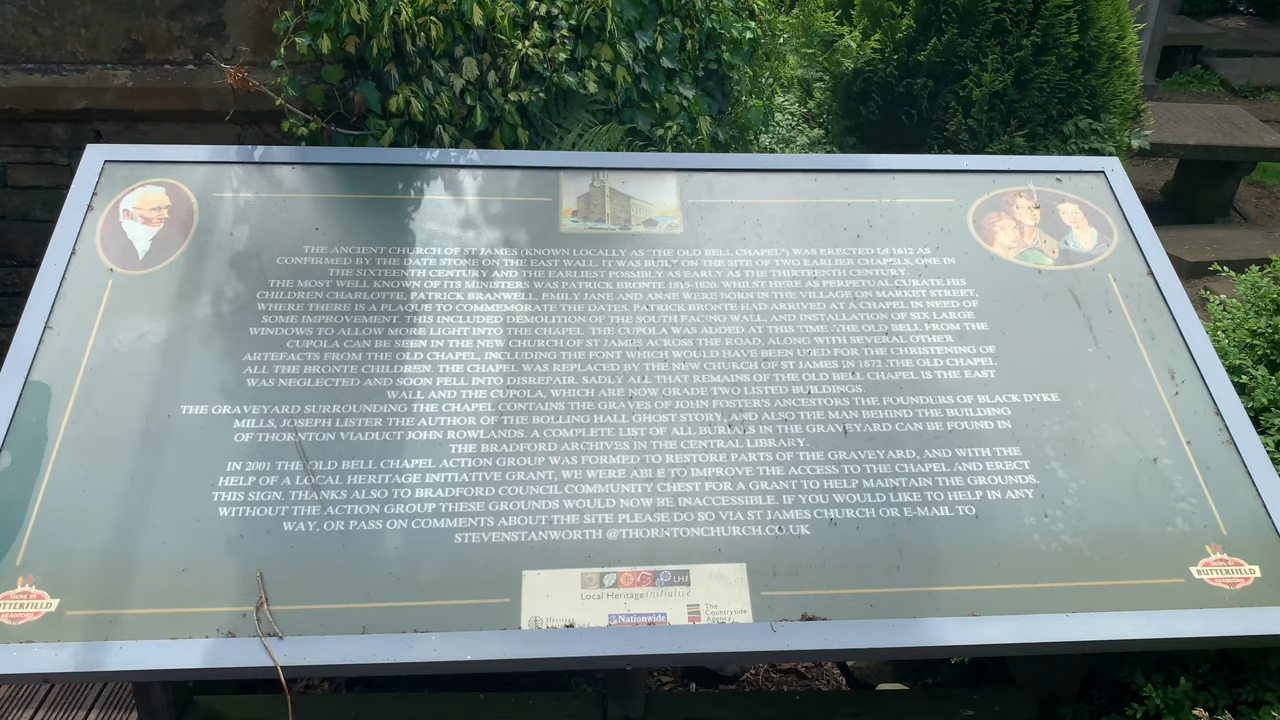 THE ANCIENT CHURCH OF ST JAMES (KNOWN LOCALLY AS "THE OLD BELL CHAPEL") WAS ERECTED IN 1612 AS
CONFIRMED BY THE DATE STONE ON THE EAST WALL. IT WAS BUILT ON THE SITE OF TWO EARLIER CHAPELS, ONE IN
THE SIXTEENTH CENTURY AND THE EARLIEST POSSIBLY AS EARLY AS THE THIRTEENTH CENTURY.
THE MOST WELL KNOWN OF ITS MINISTERS WAS PATRICK BRONTE 1815-1820. WHILST HERE AS PERPETUAL CURATE HIS
CHILDREN CHARLOTTE, PATRICK BRANWELL, EMILY JANE AND ANNE WERE BORN IN THE VILLAGE ON MARKET STREET,
WHERE THERE IS A PLAQUE TO COMMEMORATE THE DATES. PATRICK BRONTE HAD ARRIVED AT A CHAPEL IN NEED OF
SOME IMPROVEMENT. THIS INCLUDED DEMOLITION OF THE SOUTH FACING WALL, AND INSTALLATION OF SIX LARGE
WINDOWS TO ALLOW MORE LIGHT INTO THE CHAPEL. THE CUPOLA WAS ADDED AT THIS TIME. THE OLD BELL FROM THE
CUPOLA CAN BE SEEN IN THE NEW CHURCH OF ST JAMES ACROSS THE ROAD, ALONG WITH SEVERAL OTHER
ARTEFACTS FROM THE OLD CHAPEL, INCLUDING THE FONT WHICH WOULD HAVE BEEN USED FOR THE CHRISTENING OF
ALL THE BRONTE CHILDREN. THE CHAPEL WAS REPLACED BY THE NEW CHURCH OF ST JAMES IN 1872 .THE OLD CHAPEL
WAS NEGLECTED AND SOON FELL INTO DISREPAIR. SADLY ALL THAT REMAINS OF THE OLD BELL CHAPEL IS THE EAST
WALL AND THE CUPOLA, WHICH ARE NOW GRADE TWO LISTED BUILDINGS.
THE GRAVEYARD SURROUNDING THE CHAPEL CONTAINS THE GRAVES OF JOHN FOSTERS ANCESTORS THE FOUNDERS OF BLACK DYKE
MILLS, JOSEPH LISTER THE AUTHOR OF THE BOLLING HALL GHOST STORY, AND ALSO THE MAN BEHIND THE BUILDING
OF THORNTON VIADUCT JOHN ROWLANDS. A COMPLETE LIST OF ALL BURIALS IN THE GRAVEYARD CAN BE FOUND IN
THE BRADFORD ARCHIVES IN THE CENTRAL LIBRARY.
IN 2001 THE OLD BELL CHAPEL ACTION GROUP WAS FORMED TO RESTORE PARTS OF THE GRAVEYARD, AND WITH THE
HELP OF A LOCAL HERITAGE INITIATIVE GRANT, WE WERE ABLE TO IMPROVE THE ACCESS TO THE CHAPEL AND ERECT
THIS SIGN. THANKS ALSO TO BRADFORD COUNCIL COMMUNITY CHEST FOR A GRANT TO HELP MAINTAIN THE GROUNDS.
WITHOUT THE ACTION GROUP THESE GROUNDS WOULD NOW BE INACCESSIBLE. IF YOU WOULD LIKE TO HELP IN ANY
WAY, OR PASS ON COMMENTS ABOUT THE SITE PLEASE DO SO VIA ST JAMES CHURCH OR E-MAIL TO
STEVENSTANWORTH @THORNTONCHURCH.CO.UK
SIGNS BY
BUTTERFIELD
BRADFORD
LHI
Local Heritage initiative
Nationwide
The Countryside Agency
SIGNS BY
BUTTERFIELD
BRADFORD